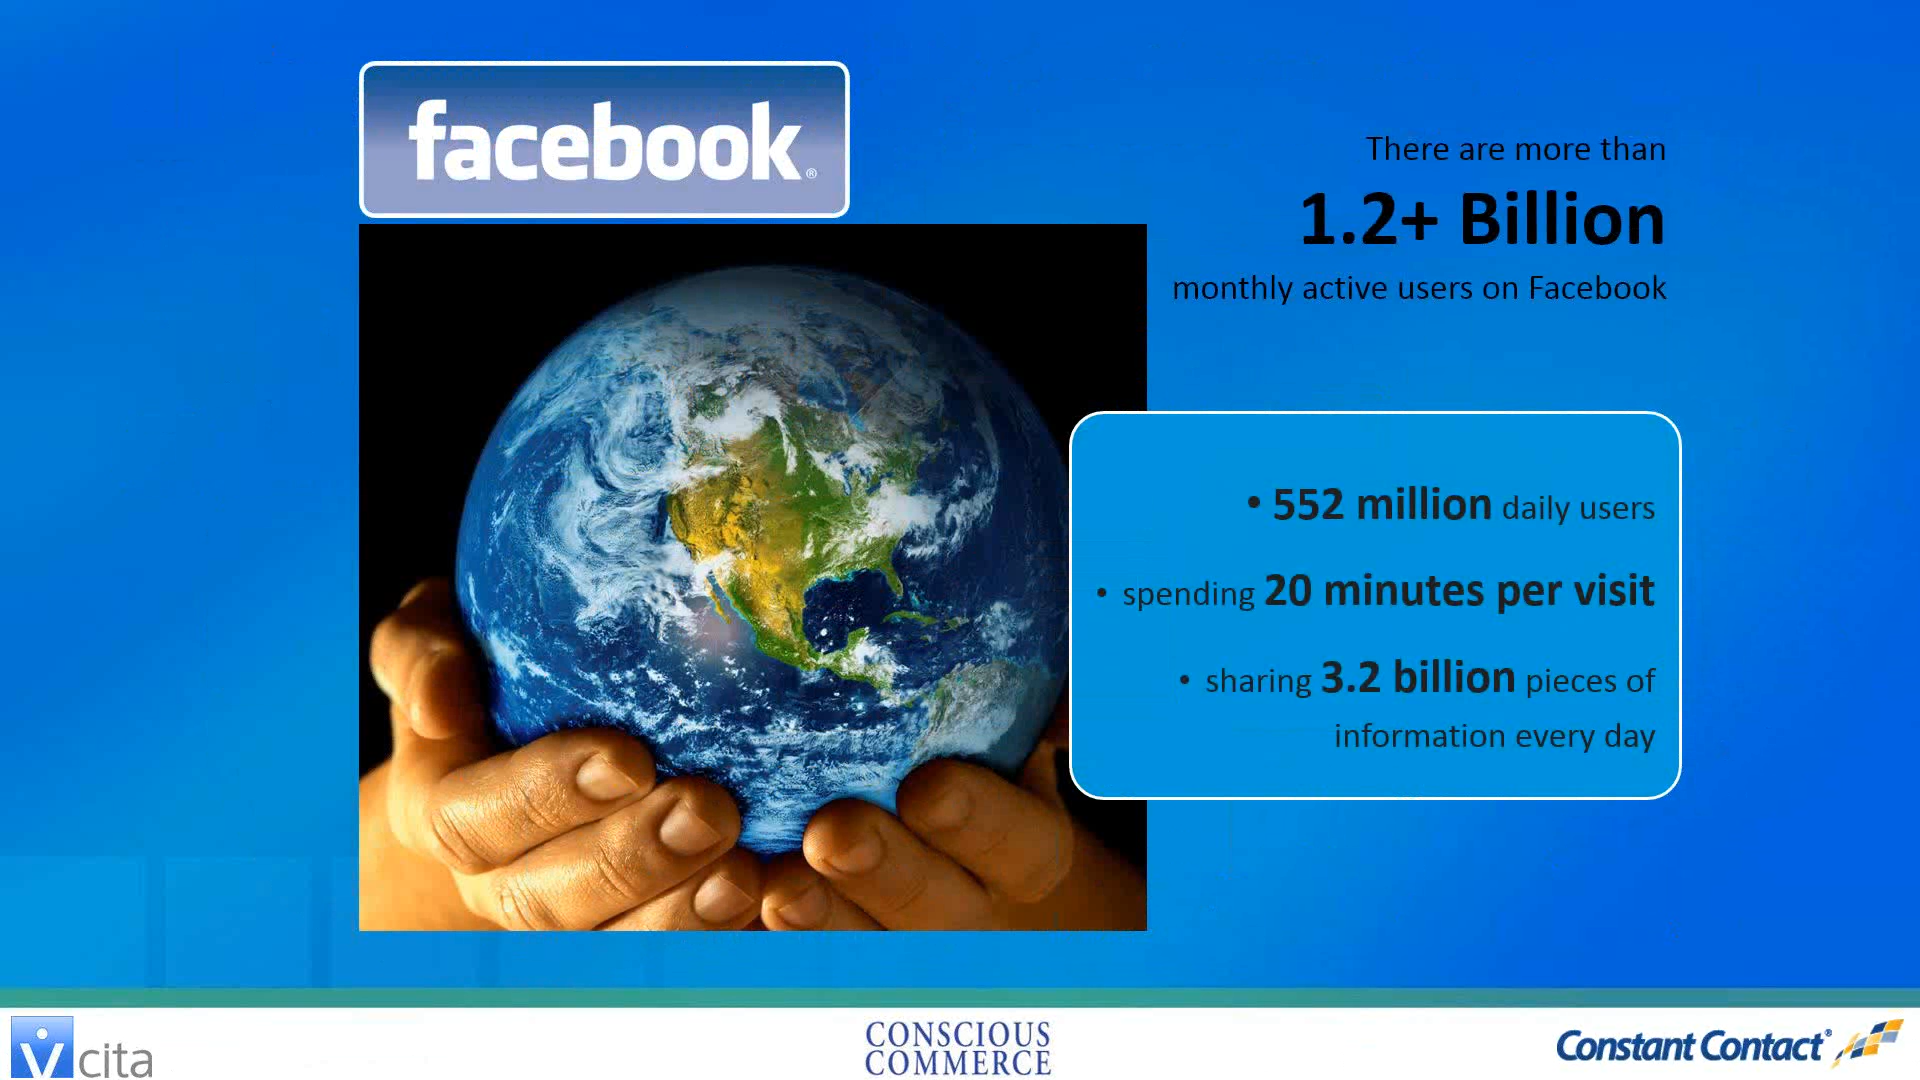 facebook®
There are more than
1.2+ Billion
monthly active users on Facebook
• 552 million daily users
• spending 20 minutes per visit
• sharing 3.2 billion pieces of
information every day
vcita
CONSCIOUS
COMMERCE
Constant Contact®